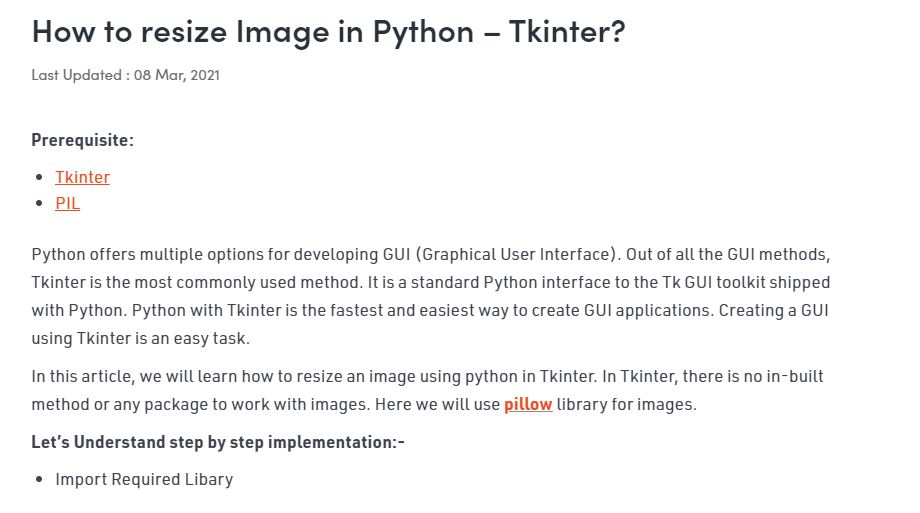 How to resize Image in Python – Tkinter?
Last Updated : 08 Mar, 2021
Prerequisite:
• Tkinter
• PIL
Python offers multiple options for developing GUI (Graphical User Interface). Out of all the GUI methods,
Tkinter is the most commonly used method. It is a standard Python interface to the Tk GUI toolkit shipped
with Python. Python with Tkinter is the fastest and easiest way to create GUI applications. Creating a GUI
using Tkinter is an easy task.
In this article, we will learn how to resize an image using python in Tkinter. In Tkinter, there is no in-built
method or any package to work with images. Here we will use pillow library for images.
Let’s Understand step by step implementation:-
• Import Required Libary